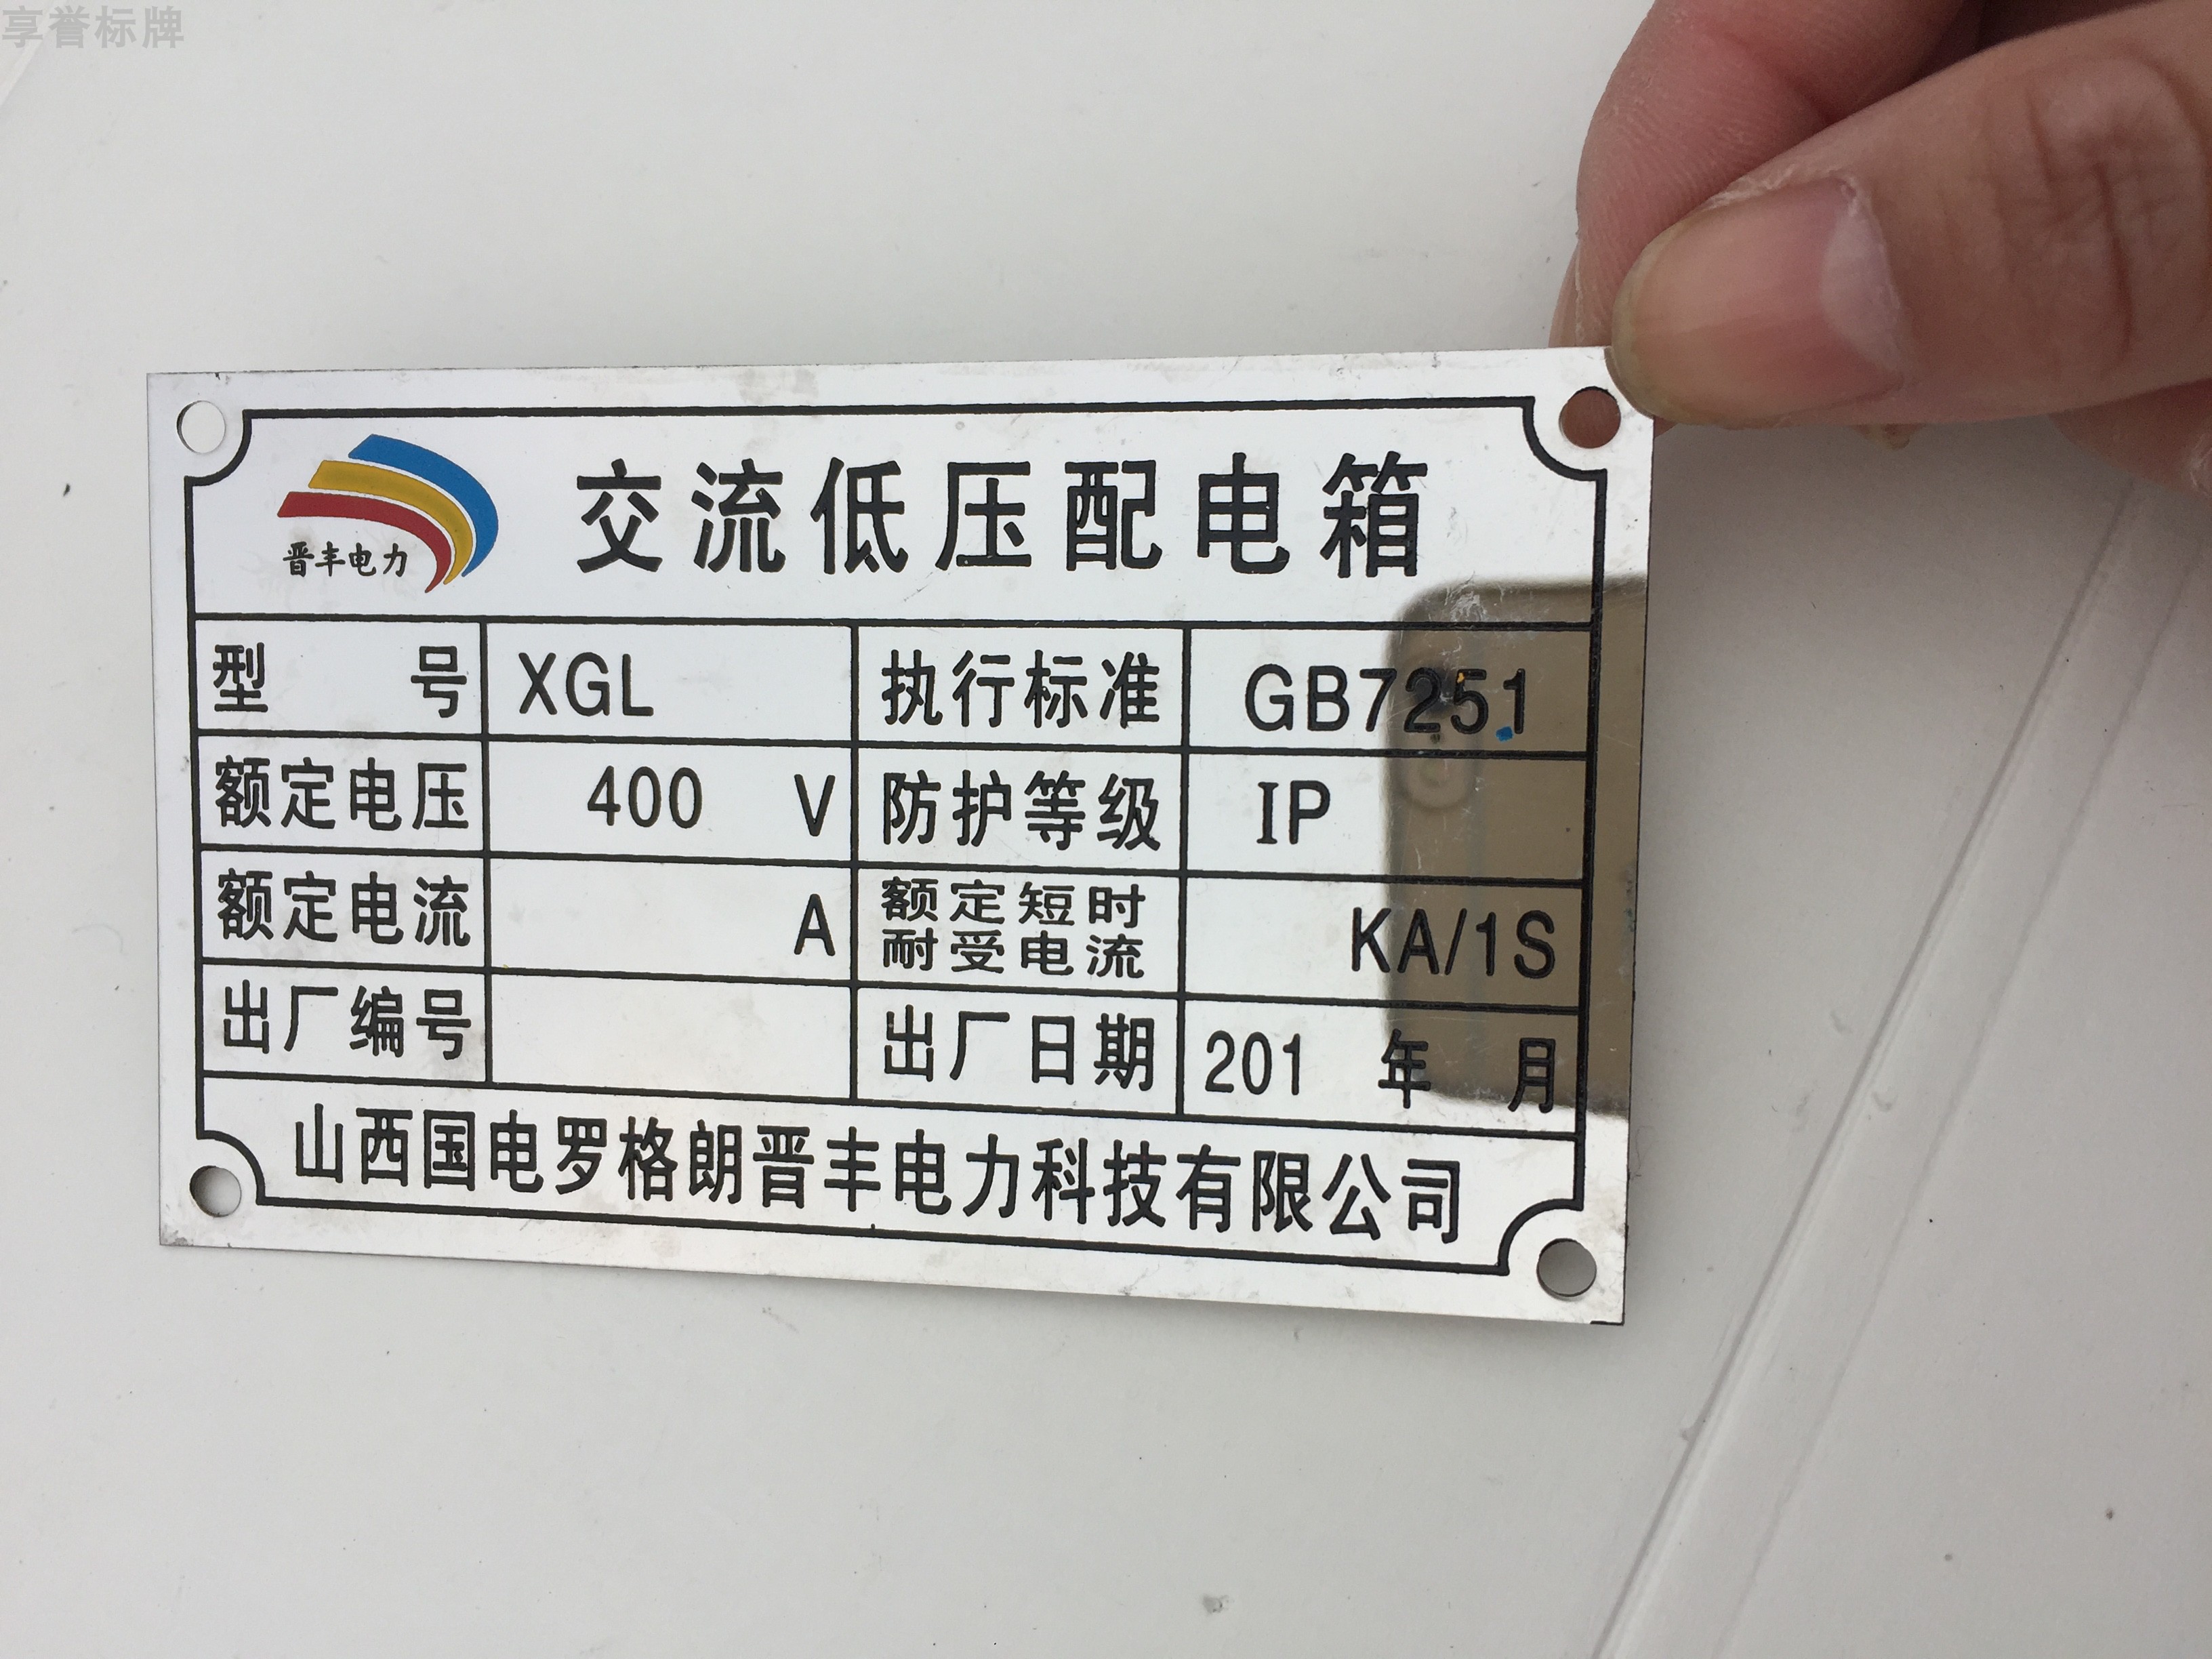 享誉标牌
晋丰电力
交流低压配电箱
型号 XGL 执行标准 GB7251
额定电压 400 V 防护等级 IP
额定电流 A 额定短时耐受电流 KA/1S
出厂编号 出厂日期 201 年 月
山西国电罗格朗晋丰电力科技有限公司